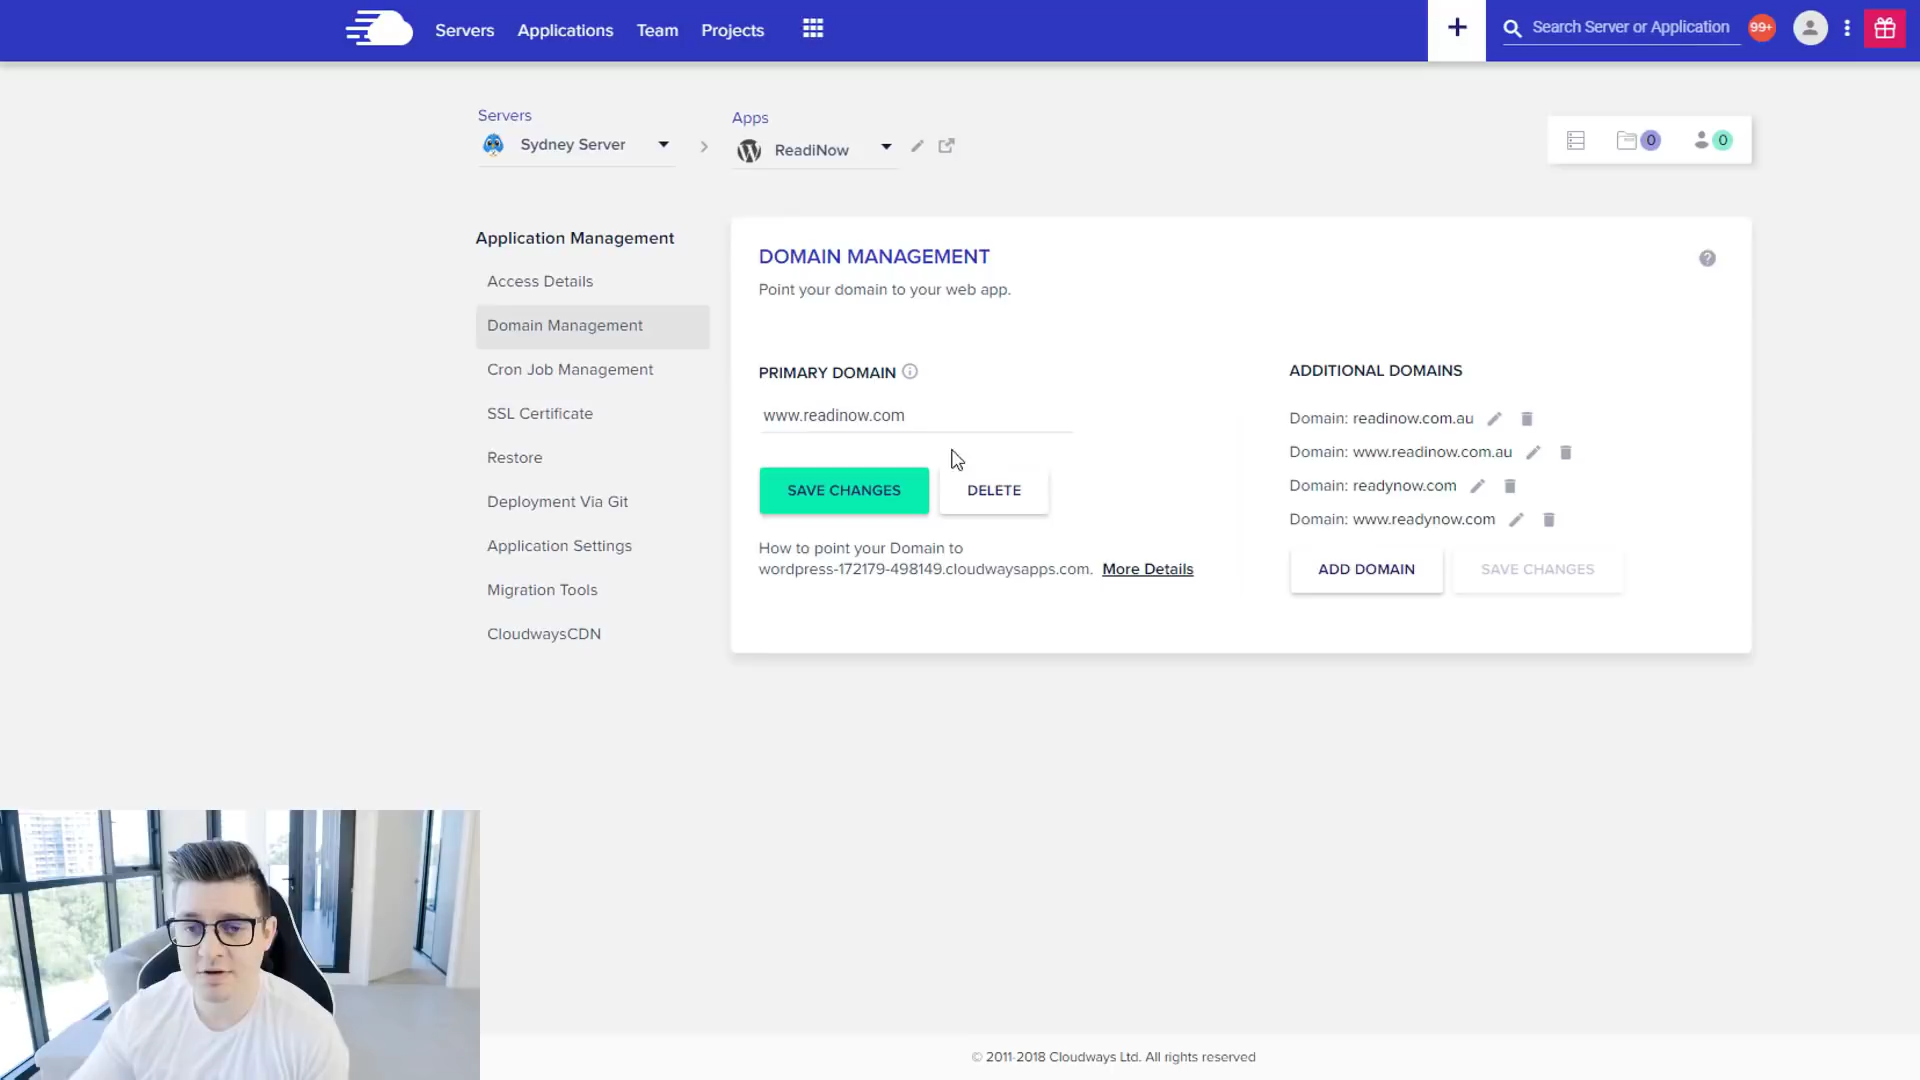 Servers Applications Team Projects
+ Search Server or Application 99+
Servers
Sydney Server
Apps
ReadiNow
0 0
Application Management
Access Details
Domain Management
Cron Job Management
SSL Certificate
Restore
Deployment Via Git
Application Settings
Migration Tools
CloudwaysCDN
DOMAIN MANAGEMENT
Point your domain to your web app.
PRIMARY DOMAIN
www.readinow.com
SAVE CHANGES DELETE
How to point your Domain to
wordpress-172179-498149.cloudwaysapps.com. More Details
ADDITIONAL DOMAINS
Domain: readinow.com.au
Domain: www.readinow.com.au
Domain: readynow.com
Domain: www.readynow.com
ADD DOMAIN SAVE CHANGES
© 2011-2018 Cloudways Ltd. All rights reserved